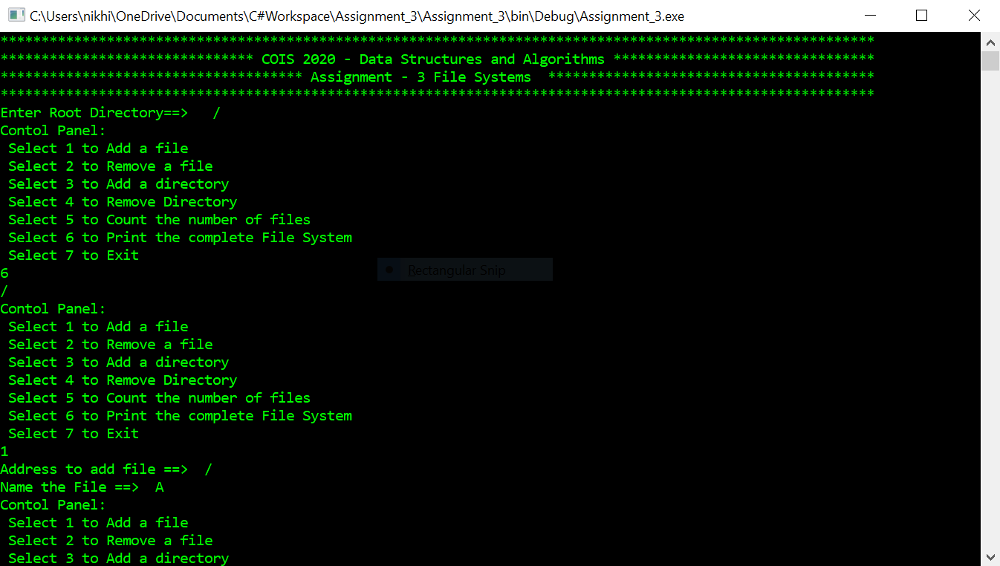 C:\Users\nikhi\OneDrive\Documents\C#Workspace\Assignment_3\Assignment_3\bin\Debug\Assignment_3.exe
***********************************************************************************************************
******************************* COIS 2020 - Data Structures and Algorithms ********************************
************************************* Assignment - 3 File Systems  ****************************************
***********************************************************************************************************
Enter Root Directory==>   /
Contol Panel:
 Select 1 to Add a file
 Select 2 to Remove a file
 Select 3 to Add a directory
 Select 4 to Remove Directory
 Select 5 to Count the number of files
 Select 6 to Print the complete File System
 Select 7 to Exit
Rectangular Snip
6
/
Contol Panel:
 Select 1 to Add a file
 Select 2 to Remove a file
 Select 3 to Add a directory
 Select 4 to Remove Directory
 Select 5 to Count the number of files
 Select 6 to Print the complete File System
 Select 7 to Exit
1
Address to add file ==>  /
Name the File ==>  A
Contol Panel:
 Select 1 to Add a file
 Select 2 to Remove a file
 Select 3 to Add a directory